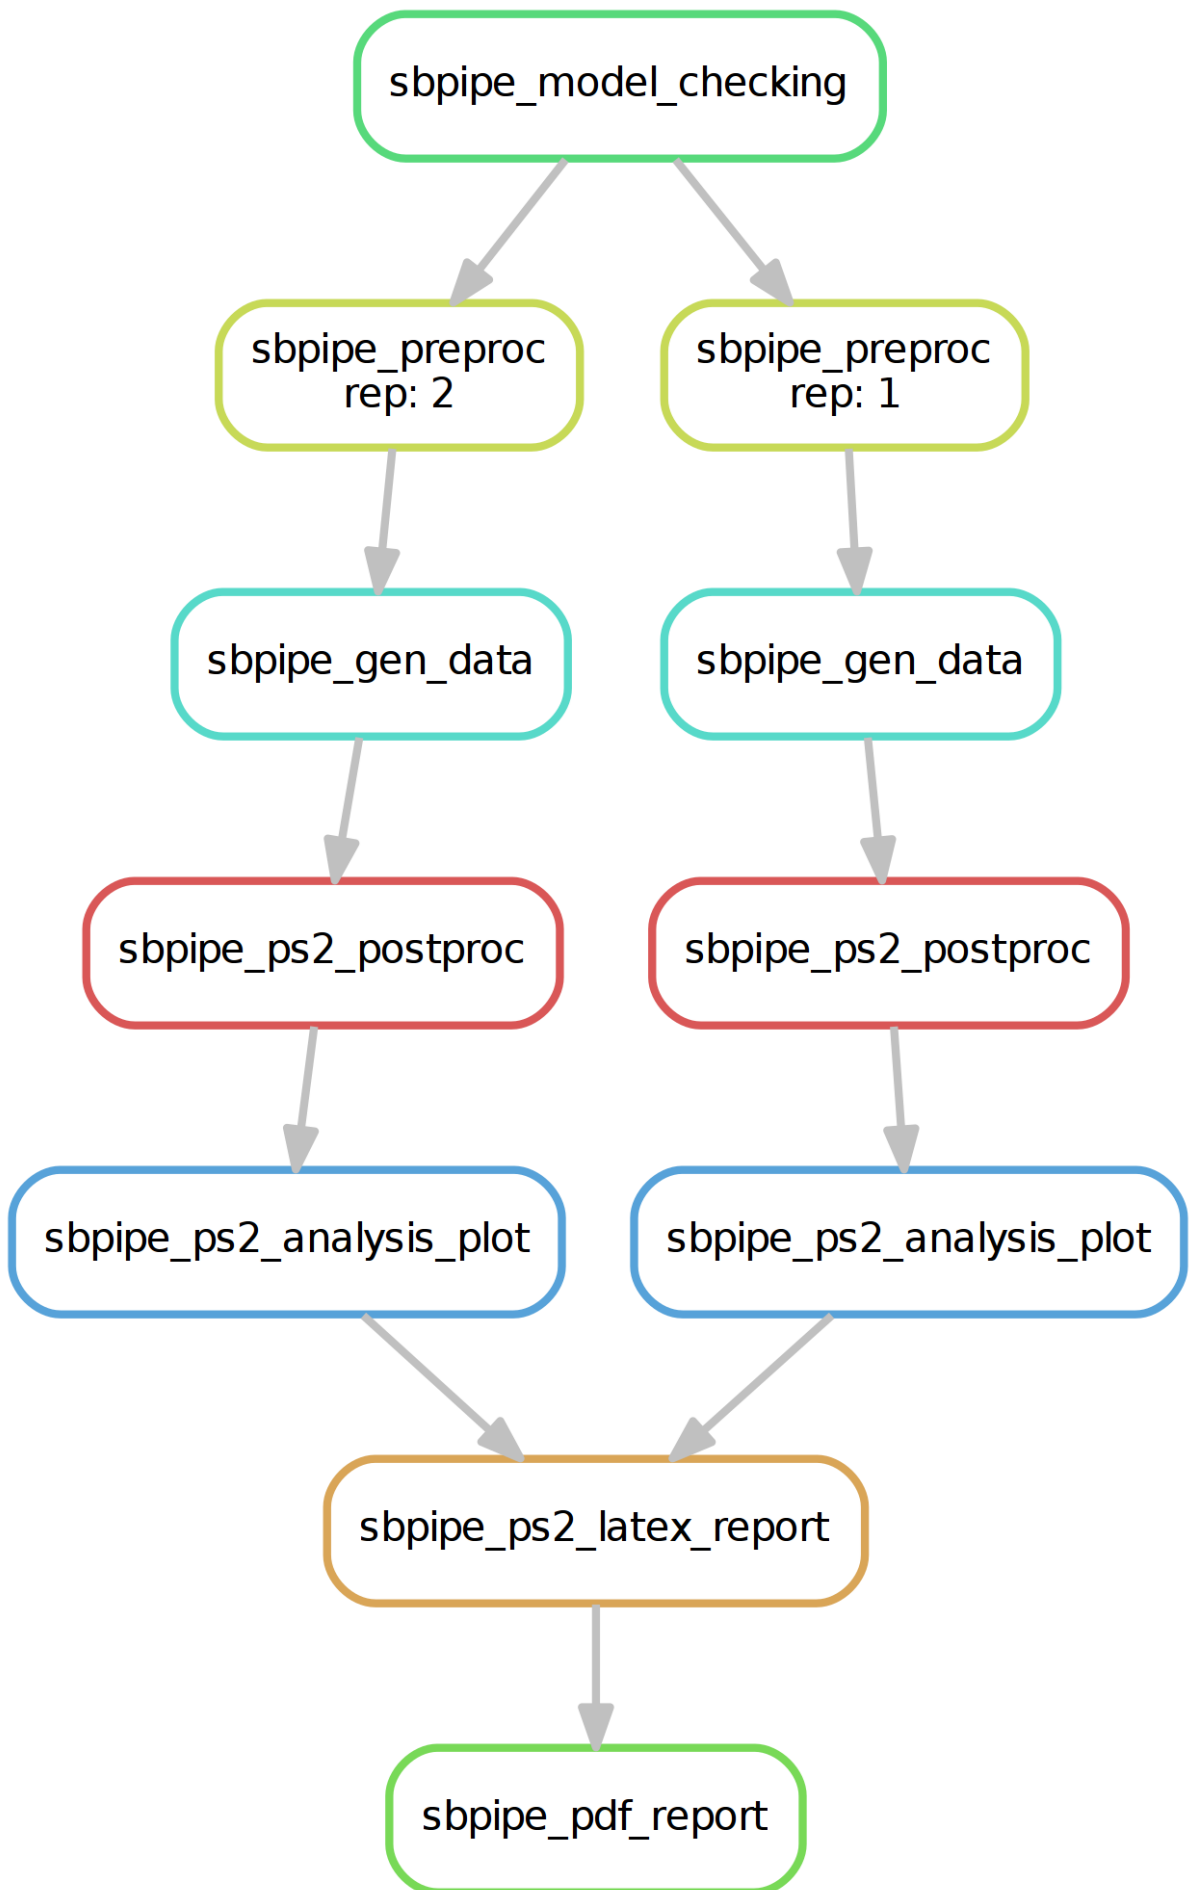 sbpipe_model_checking
sbpipe_preproc
rep: 2
sbpipe_preproc
rep: 1
sbpipe_gen_data
sbpipe_gen_data
sbpipe_ps2_postproc
sbpipe_ps2_postproc
sbpipe_ps2_analysis_plot
sbpipe_ps2_analysis_plot
sbpipe_ps2_latex_report
sbpipe_pdf_report